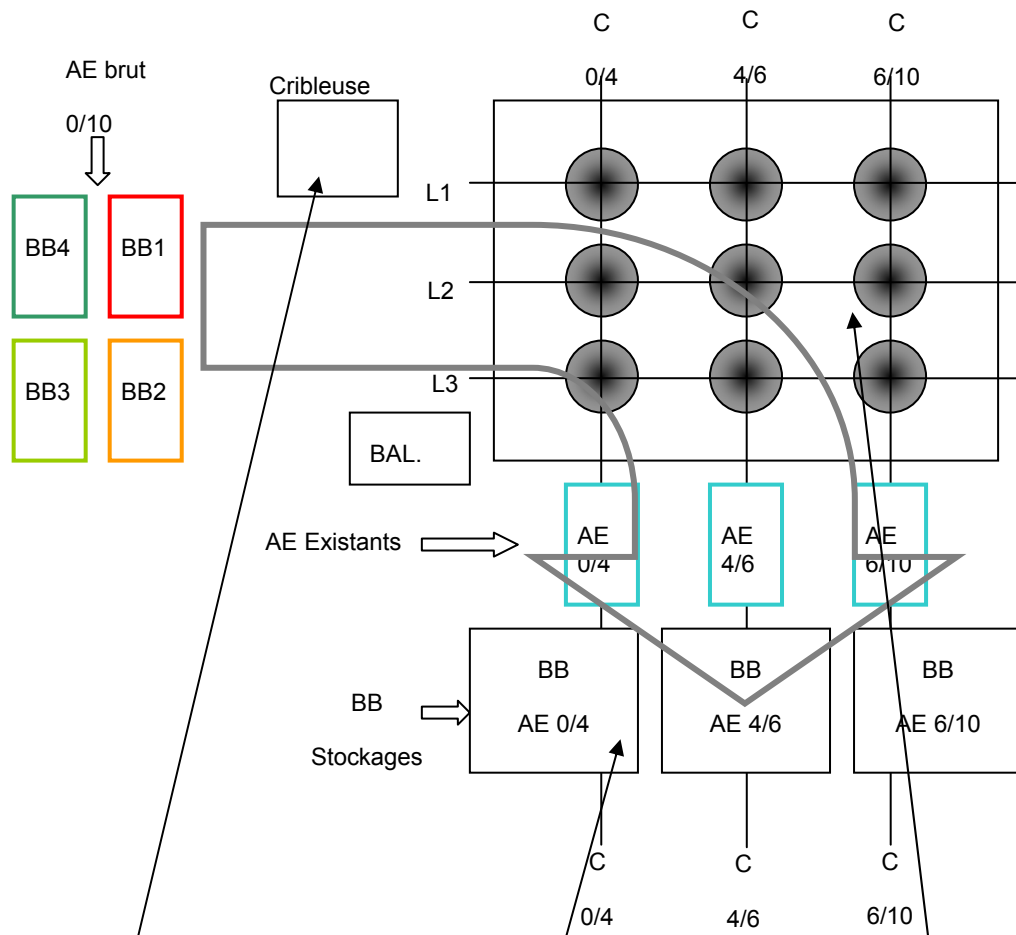 C
C
C
0/4
4/6
6/10
AE brut
0/10
Cribleuse
L1
BB4
BB1
L2
BB3
BB2
L3
BAL.
AE Existants
AE
0/4
AE
4/6
AE
6/10
BB
Stockages
BB
AE 0/4
BB
AE 4/6
BB
AE 6/10
C
C
C
0/4
4/6
6/10